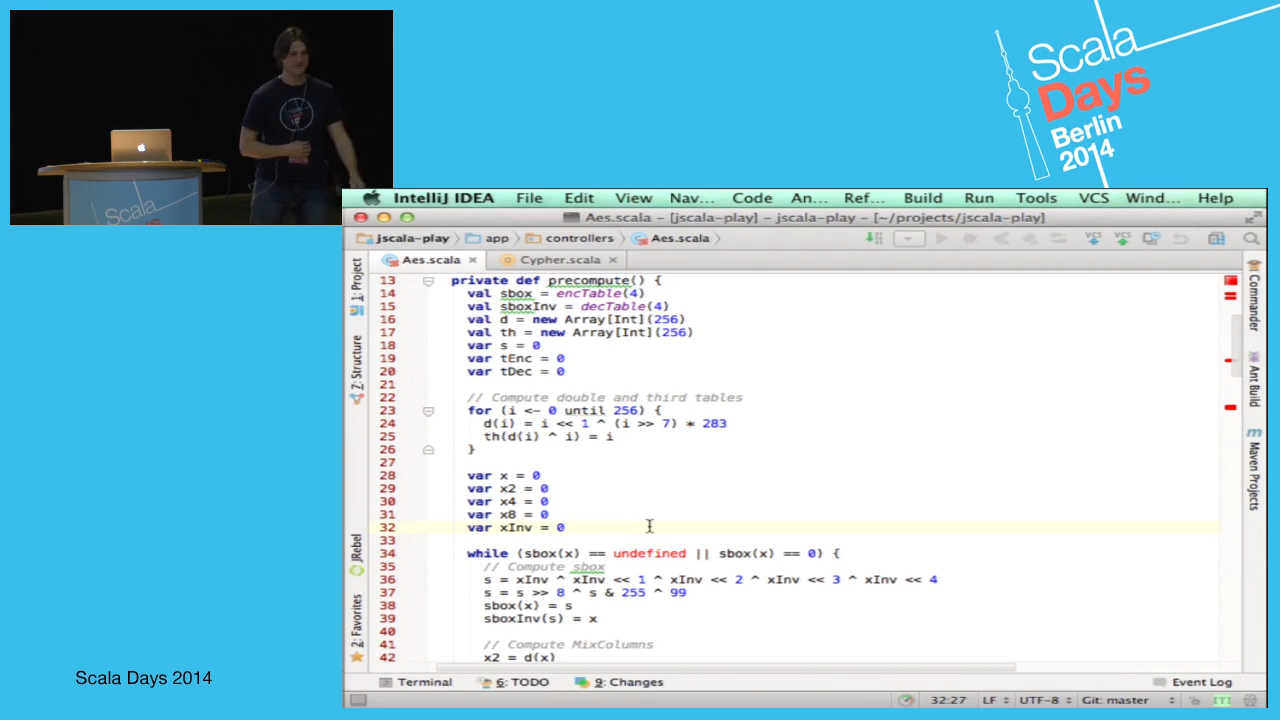 Scala
Days
Berlin
2014
Scala
IntelliJ IDEA File Edit View Nav... Code An... Ref... Build Run Tools VCS Wind... Help
Aes.scala - [jscala-play] - jscala-play - [~/projects/jscala-play]
jscala-play app controllers Aes.scala
Aes.scala Cypher.scala
13 private def precompute() {
14 val sbox = encTable(4)
15 val sboxInv = decTable(4)
16 val d = new Array[Int](256)
17 val th = new Array[Int](256)
18 var s = 0
19 var tEnc = 0
20 var tDec = 0
21
22 // Compute double and third tables
23 for (i <- 0 until 256) {
24 d(i) = i << 1 ^ (i >> 7) * 283
25 th(d(i) ^ i) = i
26 }
27
28 var x = 0
29 var x2 = 0
30 var x4 = 0
31 var x8 = 0
32 var xInv = 0
33
34 while (sbox(x) == undefined || sbox(x) == 0) {
35 // Compute sbox
36 s = xInv ^ xInv << 1 ^ xInv << 2 ^ xInv << 3 ^ xInv << 4
37 s = s >> 8 ^ s & 255 ^ 99
38 sbox(x) = s
39 sboxInv(s) = x
40
41 // Compute MixColumns
42 x2 = d(x)
1: Project
7: Structure
JRebel
2: Favorites
Commander
Ant Build
Maven Projects
Terminal 6: TODO 9: Changes Event Log
32:27 LF UTF-8 Git: master
Scala Days 2014